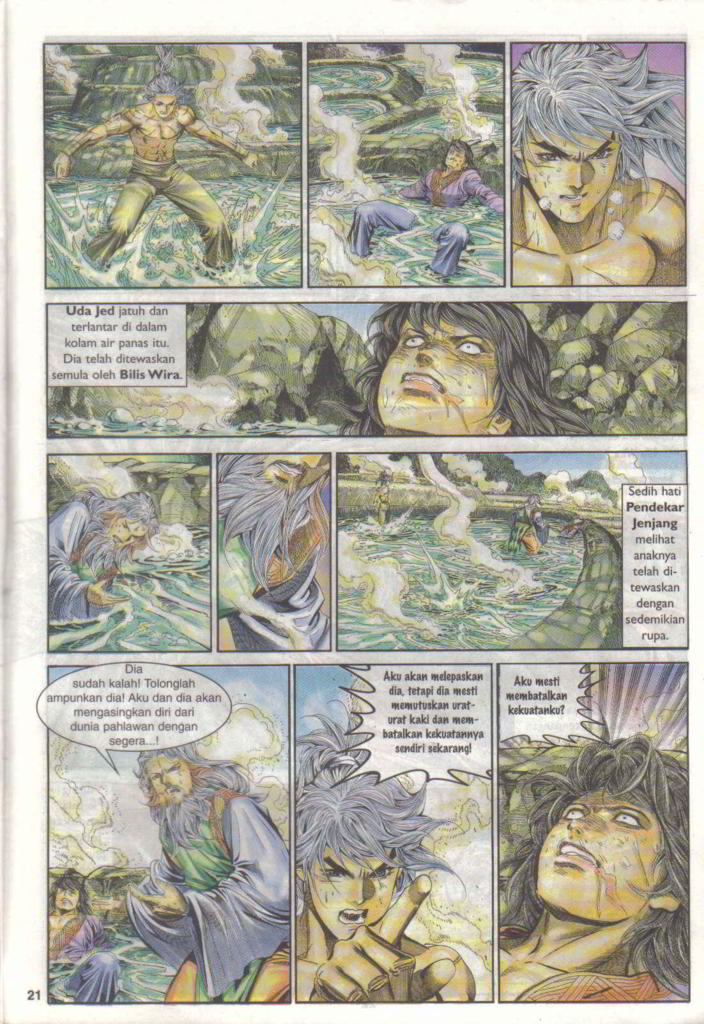 Uda Jed jatuh dan
terlantar di dalam
kolam air panas itu.
Dia telah ditewaskan
semula oleh Bilis Wira.
Sedih hati
Pendekar
Jenjang
melihat
anaknya
telah di-
tewaskan
dengan
sedemikian
rupa.
Dia
sudah kalah! Tolonglah
ampunkan dia! Aku dan dia akan
mengasingkan diri dari
dunia pahlawan dengan
segera...!
Aku akan melepaskan
dia, tetapi dia mesti
memutuskan urat-
urat kaki dan mem-
batalkan kekuatannya
sendiri sekarang!
Aku mesti
membatalkan
kekuatanku?
21